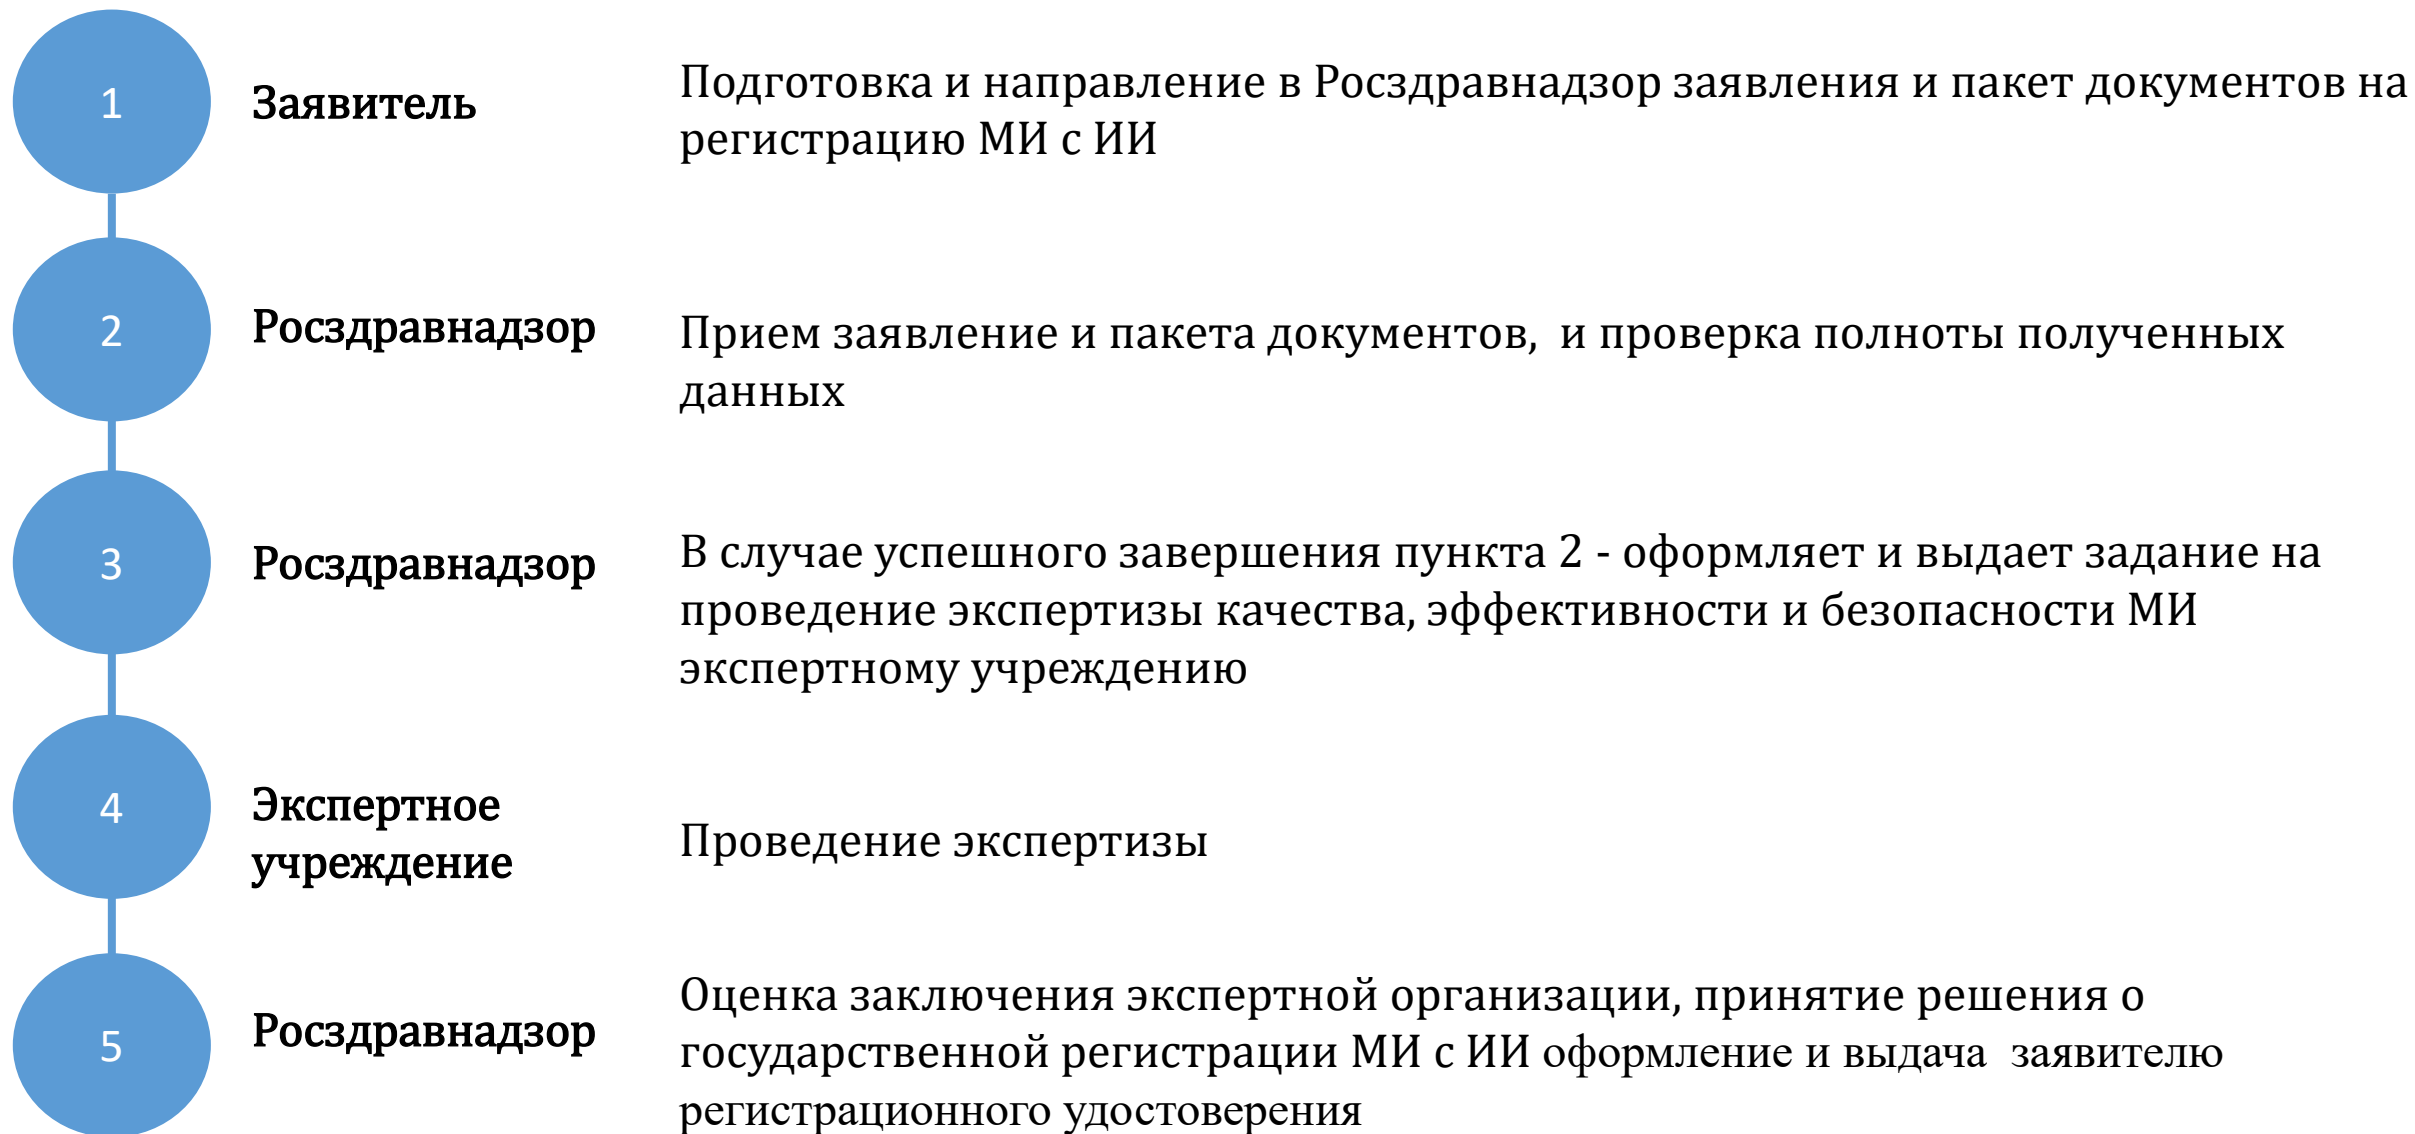 1
Заявитель
Подготовка и направление в Росздравнадзор заявления и пакет документов на
регистрацию МИ с ИИ
2
Росздравнадзор
Прием заявление и пакета документов,  и проверка полноты полученных
данных
3
Росздравнадзор
В случае успешного завершения пункта 2 - оформляет и выдает задание на
проведение экспертизы качества, эффективности и безопасности МИ
экспертному учреждению
4
Экспертное
учреждение
Проведение экспертизы
5
Росздравнадзор
Оценка заключения экспертной организации, принятие решения о
государственной регистрации МИ с ИИ оформление и выдача  заявителю
регистрационного удостоверения